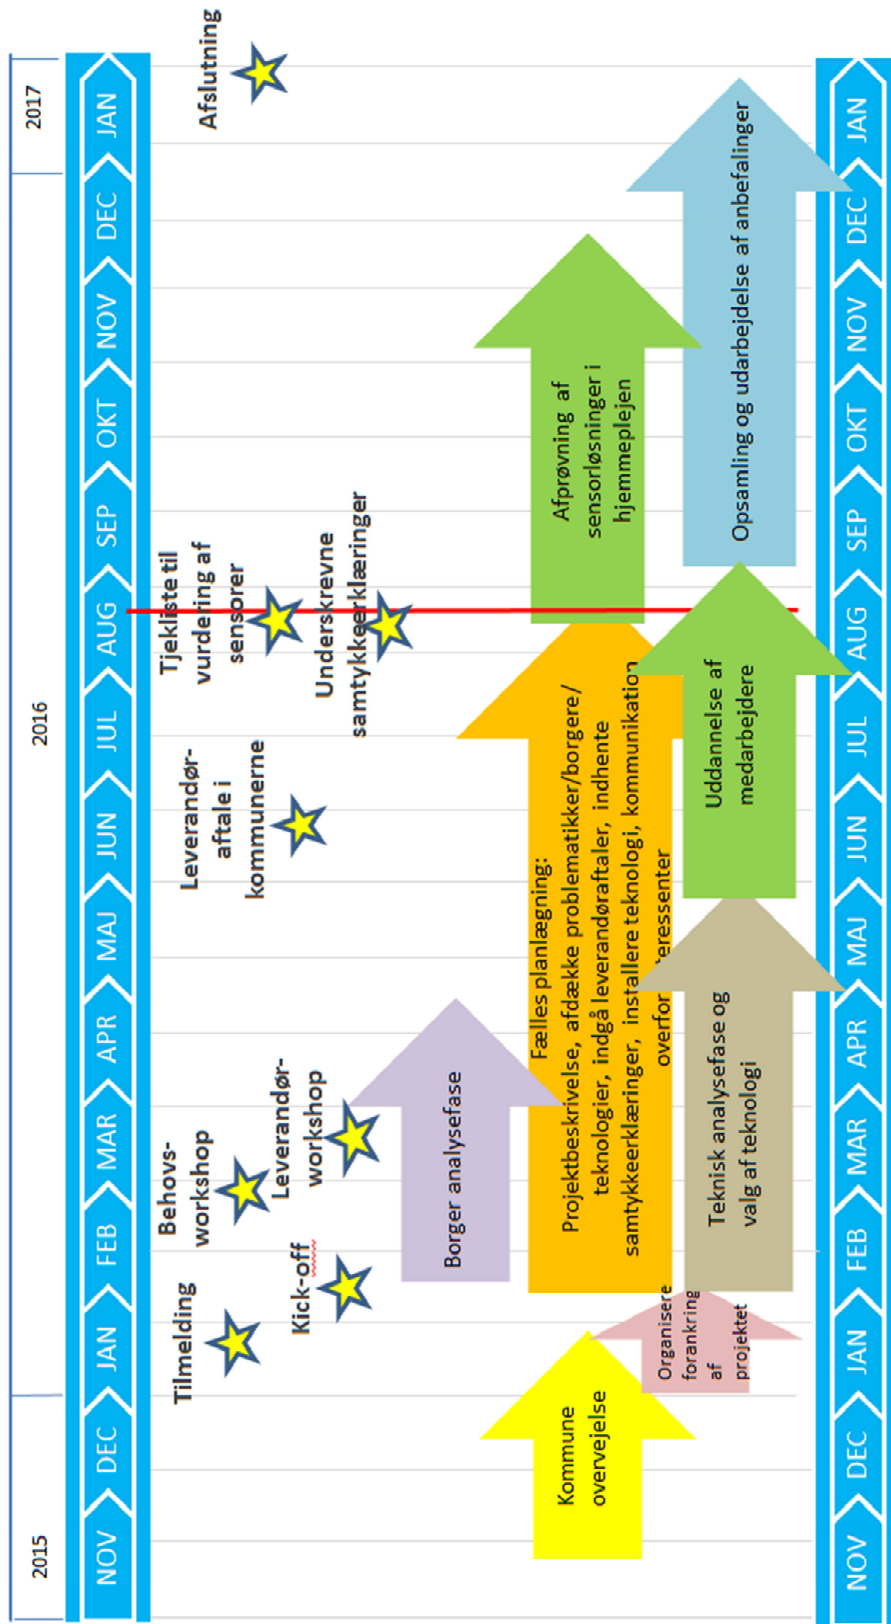 2015
2016
2017
NOV
DEC
JAN
FEB
MAR
APR
MAJ
JUN
JUL
AUG
SEP
OKT
NOV
DEC
JAN
Tilmelding
Kick-off
Behovs-
workshop
Leverandør-
workshop
Leverandør-
aftale i
kommunerne
Tjekliste til
vurdering af
sensorer
Underskrevne
samtykkeerklæringer
Afslutning
Borger analysefase
Kommune
overvejelse
Fælles planlægning:
Projektbeskrivelse, afdække problematikker/borgere/
teknologier, indgå leverandøraftaler, indhente
samtykkeerklæringer, installere teknologi, kommunikation
overfor eressenter
Afprøvning af
sensorløsninger i
hjemmeplejen
Organisere
forankring
af
projektet
Teknisk analysefase og
valg af teknologi
Uddannelse af
medarbejdere
Opsamling og udarbejdelse af anbefalinger
NOV
DEC
JAN
FEB
MAR
APR
MAJ
JUN
JUL
AUG
SEP
OKT
NOV
DEC
JAN